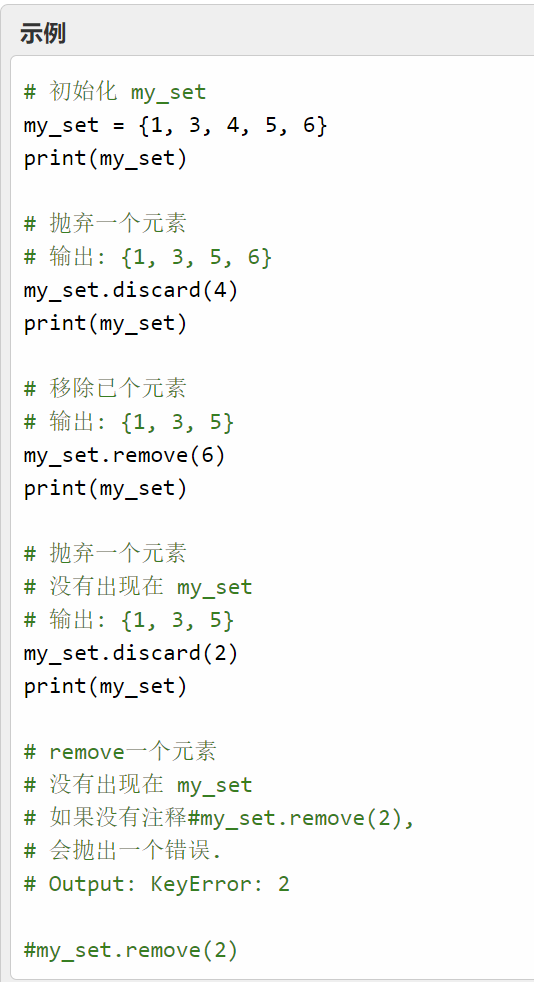 示例
# 初始化 my_set
my_set = {1, 3, 4, 5, 6}
print(my_set)
# 抛弃一个元素
# 输出: {1, 3, 5, 6}
my_set.discard(4)
print(my_set)
# 移除已个元素
# 输出: {1, 3, 5}
my_set.remove(6)
print(my_set)
# 抛弃一个元素
# 没有出现在 my_set
# 输出: {1, 3, 5}
my_set.discard(2)
print(my_set)
# remove一个元素
# 没有出现在 my_set
# 如果没有注释#my_set.remove(2),
# 会抛出一个错误.
# Output: KeyError: 2
#my_set.remove(2)